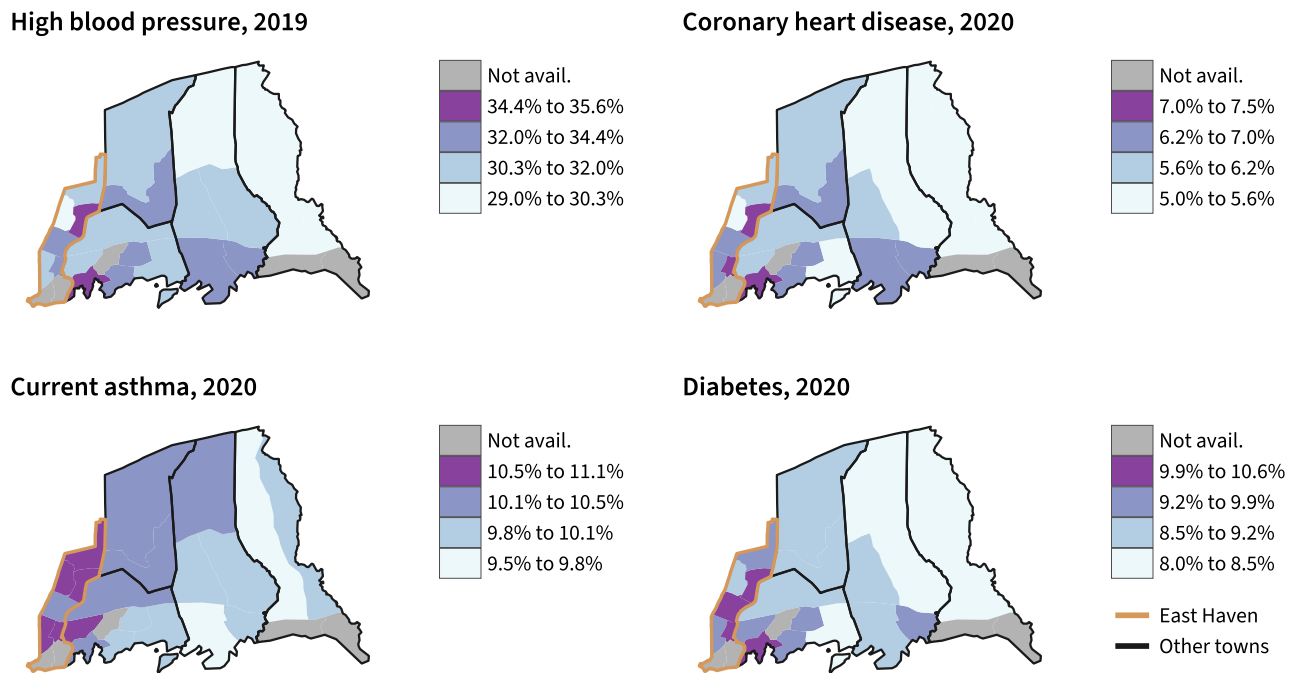 High blood pressure, 2019
Not avail.
34.4% to 35.6%
32.0% to 34.4%
30.3% to 32.0%
29.0% to 30.3%
Coronary heart disease, 2020
Not avail.
7.0% to 7.5%
6.2% to 7.0%
5.6% to 6.2%
5.0% to 5.6%
Current asthma, 2020
Not avail.
10.5% to 11.1%
10.1% to 10.5%
9.8% to 10.1%
9.5% to 9.8%
Diabetes, 2020
Not avail.
9.9% to 10.6%
9.2% to 9.9%
8.5% to 9.2%
8.0% to 8.5%
East Haven
Other towns